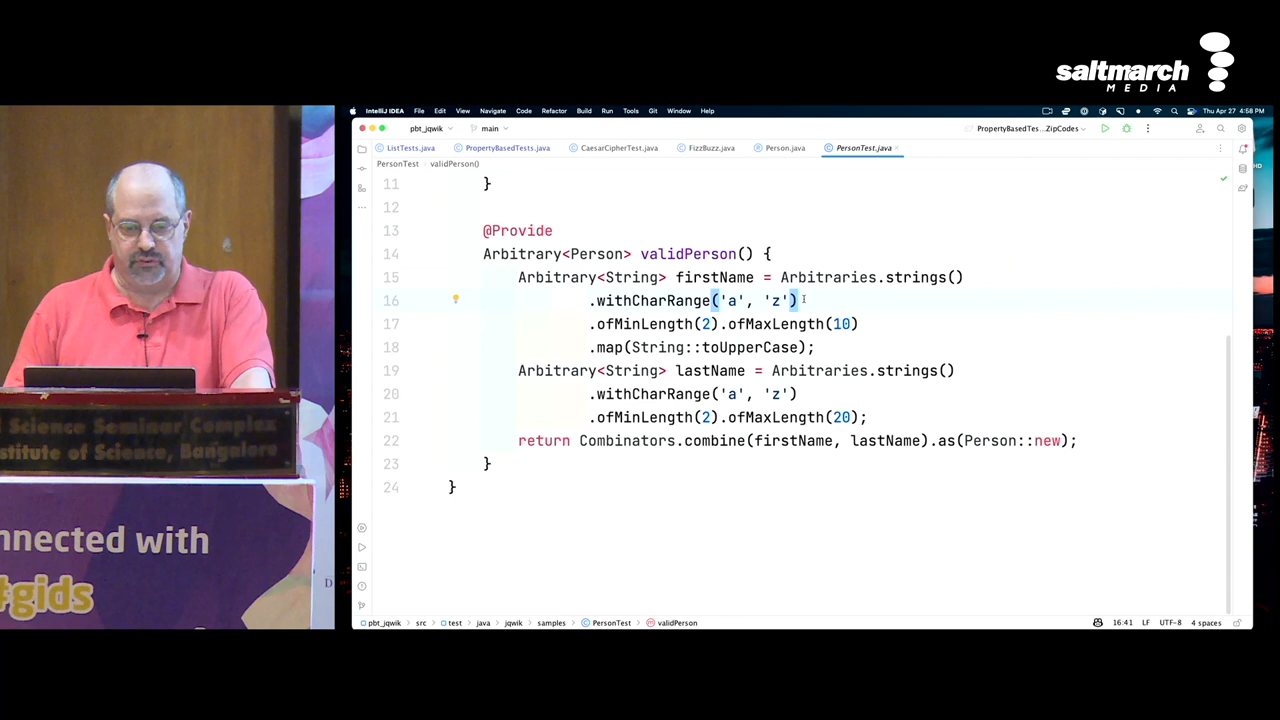 saltmarch
MEDIA
IntelliJ IDEA File Edit View Navigate Code Refactor Build Run Tools Git Window Help
Thu Apr 27 4:58 PM
pbt_jqwik main
PropertyBasedTes...ZipCodes
ListTests.java PropertyBasedTests.java CaesarCipherTest.java FizzBuzz.java Person.java PersonTest.java
PersonTest validPerson()
11 }
12
13 @Provide
14 Arbitrary<Person> validPerson() {
15 Arbitrary<String> firstName = Arbitraries.strings()
16 .withCharRange('a', 'z')
17 .ofMinLength(2).ofMaxLength(10)
18 .map(String::toUpperCase);
19 Arbitrary<String> lastName = Arbitraries.strings()
20 .withCharRange('a', 'z')
21 .ofMinLength(2).ofMaxLength(20);
22 return Combinators.combine(firstName, lastName).as(Person::new);
23 }
24 }
pbt_jqwik src test java jqwik samples PersonTest validPerson
16:41 LF UTF-8 4 spaces
Science Seminar Complex
stitute of Science, Bangalore
nnected with
#gids
D
HD